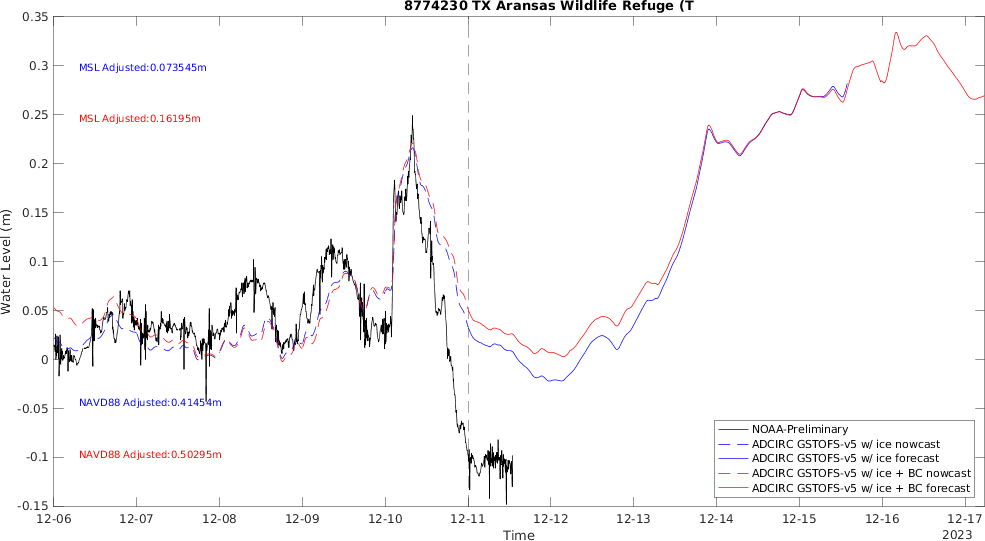 8774230 TX Aransas Wildlife Refuge (T
0.35
0.3
0.25
0.2
0.15
0.1
0.05
0
-0.05
-0.1
-0.15
Water Level (m)
MSL Adjusted:0.073545m
MSL Adjusted:0.16195m
NAVD88 Adjusted:0.41454m
NAVD88 Adjusted:0.50295m
NOAA-Preliminary
ADCIRC GSTOFS-v5 w/ ice nowcast
ADCIRC GSTOFS-v5 w/ ice forecast
ADCIRC GSTOFS-v5 w/ ice + BC nowcast
ADCIRC GSTOFS-v5 w/ ice + BC forecast
12-06 12-07 12-08 12-09 12-10 12-11 12-12 12-13 12-14 12-15 12-16 12-17
Time
2023